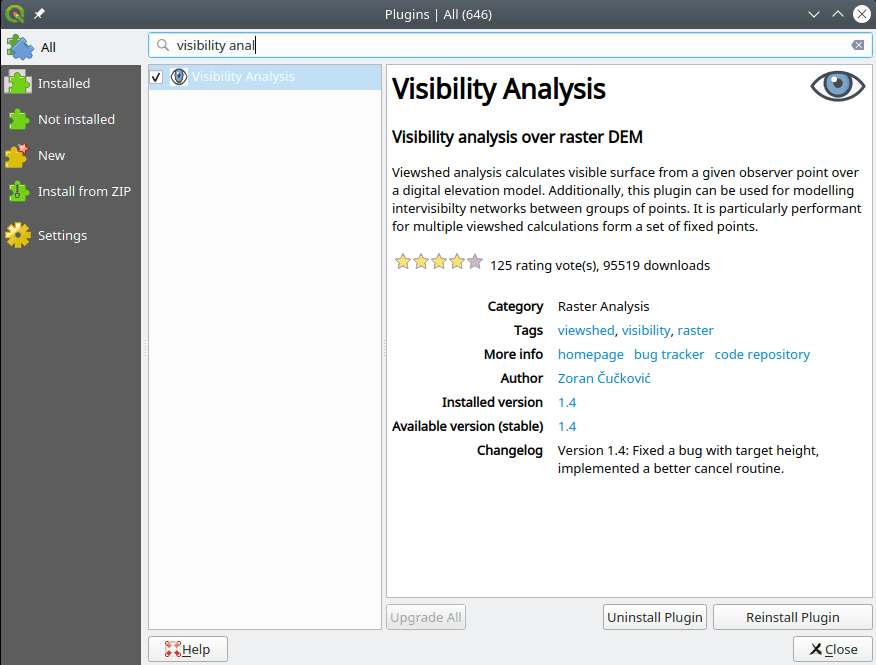 Plugins | All (646)
All
visibility anal
Installed
Not installed
New
Install from ZIP
Settings
Visibility Analysis
Visibility Analysis
Visibility analysis over raster DEM
Viewshed analysis calculates visible surface from a given observer point over
a digital elevation model. Additionally, this plugin can be used for modelling
intervisibilty networks between groups of points. It is particularly performant
for multiple viewshed calculations form a set of fixed points.
125 rating vote(s), 95519 downloads
Category Raster Analysis
Tags viewshed, visibility, raster
More info homepage bug tracker code repository
Author Zoran Čučković
Installed version 1.4
Available version (stable) 1.4
Changelog Version 1.4: Fixed a bug with target height,
implemented a better cancel routine.
Upgrade All Uninstall Plugin Reinstall Plugin
Help Close